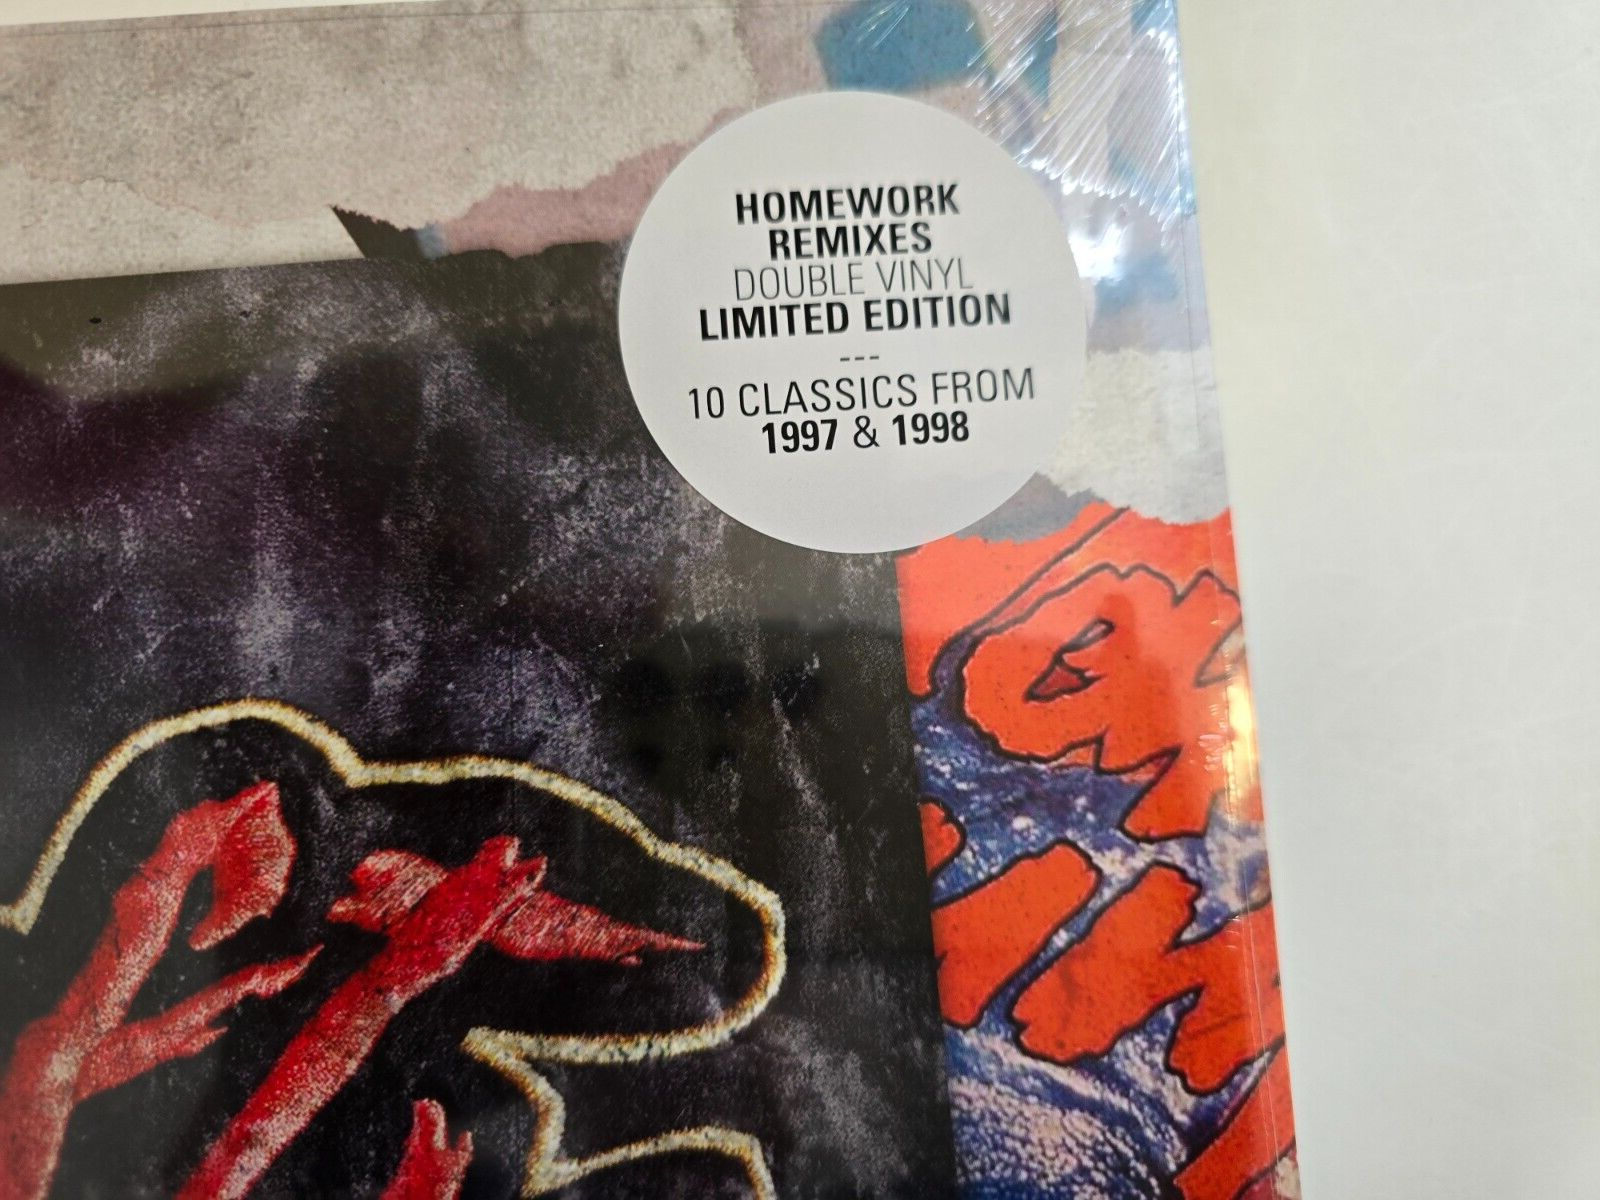 HOMEWORK
REMIXES
DOUBLE VINYL
LIMITED EDITION
---
10 CLASSICS FROM
1997 & 1998